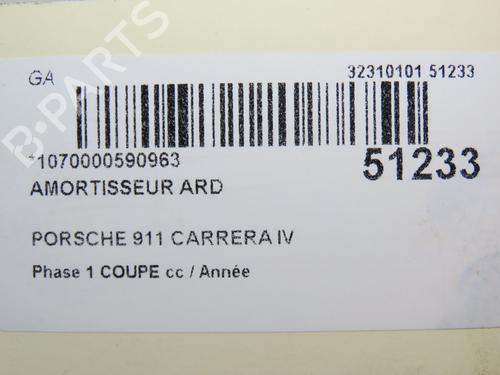 GA
32310101 51233
*1070000590963
51233
AMORTISSEUR ARD
PORSCHE 911 CARRERA IV
Phase 1 COUPE cc / Année
B-PARTS